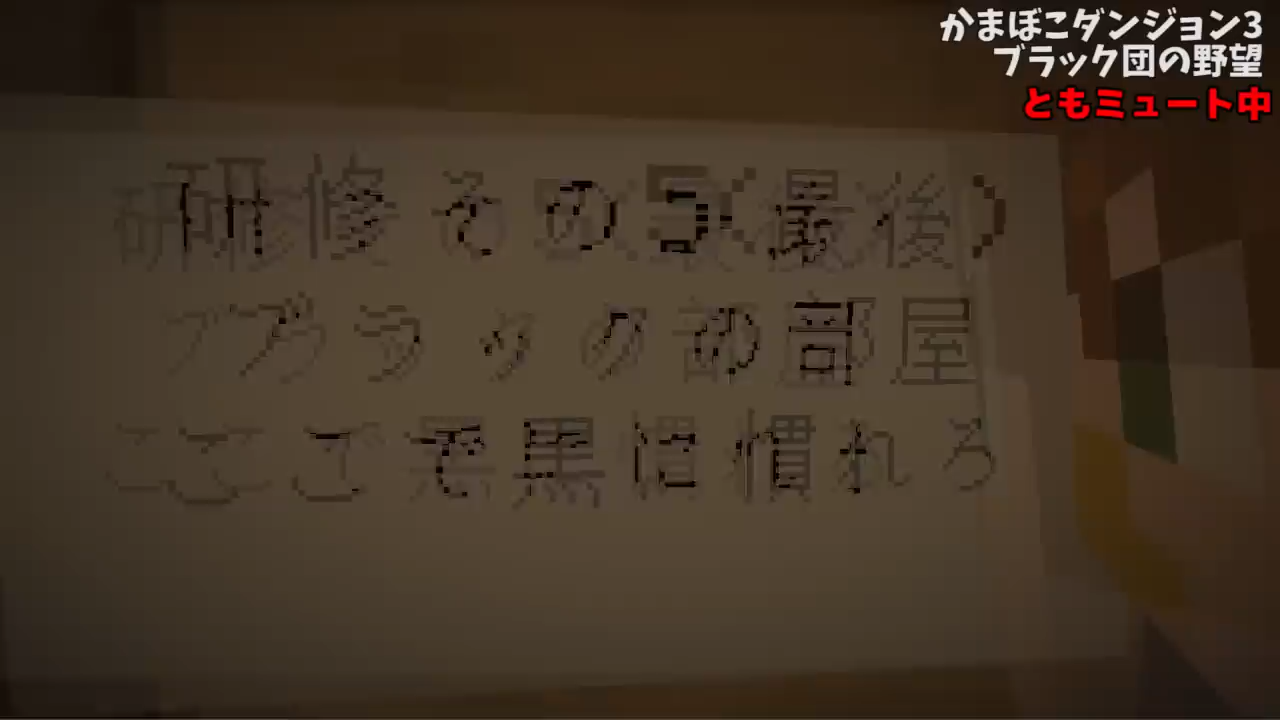 かまぼこダンジョン3
ブラック団の野望
ともミュート中
研修その5(最後)
ブラックの部屋
ここで黒に慣れろ